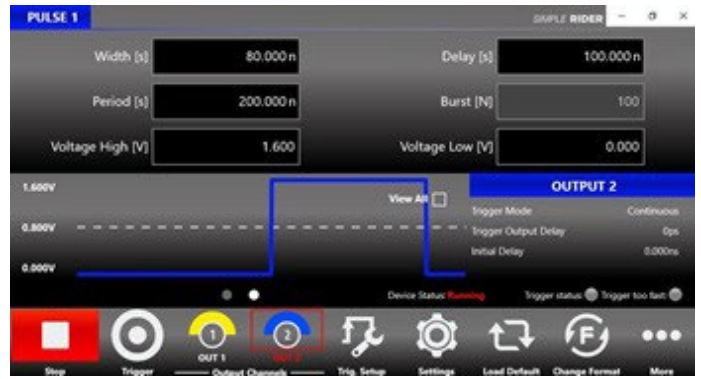 PULSE 1
SIMPLE RIDER
Width [s] 80.000 n Delay [s] 100.000 n
Period [s] 200.000 n Burst [N] 100
Voltage High [V] 1.600 Voltage Low [V] 0.000
1.600V
View All
OUTPUT 2
Trigger Mode Continuous
0.800V
Trigger Output Delay 0ps
Initial Delay 0.000ns
0.000V
Device Status: Running Trigger status: Trigger too fast:
1 2 F
OUT 1 OUT 2
Stop Trigger Output Channels Trig. Setup Settings Load Default Change Format More